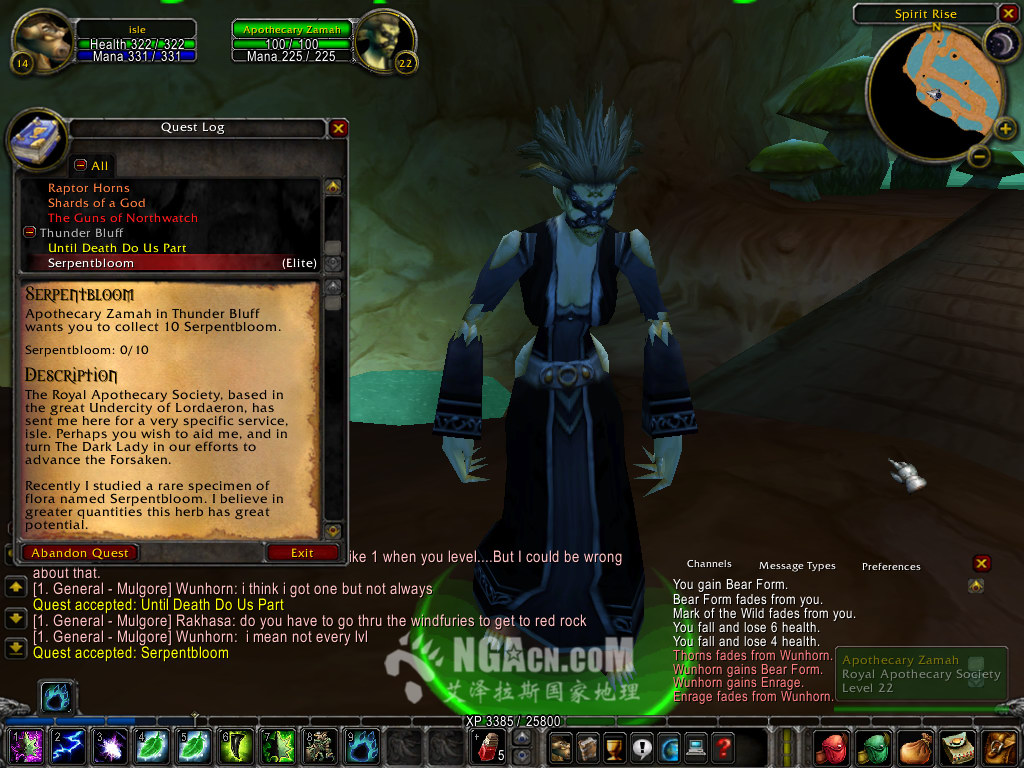 isle
Health 322 / 322
Mana 331 / 331
14
Apothecary Zamah
100 / 100
Mana 225 / 225
22
Spirit Rise
N
Quest Log
All
Raptor Horns
Shards of a God
The Guns of Northwatch
Thunder Bluff
Until Death Do Us Part
Serpentbloom (Elite)
Serpentbloom
Apothecary Zamah in Thunder Bluff
wants you to collect 10 Serpentbloom.
Serpentbloom: 0/10
Description
The Royal Apothecary Society, based in
the great Undercity of Lordaeron, has
sent me here for a very specific service,
isle. Perhaps you wish to aid me, and in
turn The Dark Lady in our efforts to
advance the Forsaken.
Recently I studied a rare specimen of
flora named Serpentbloom. I believe in
greater quantities this herb has great
potential.
Abandon Quest
Exit
ike 1 when you level....But I could be wrong
about that.
[1. General - Mulgore] Wunhorn: i think i got one but not always
Quest accepted: Until Death Do Us Part
[1. General - Mulgore] Rakhasa: do you have to go thru the windfuries to get to red rock
[1. General - Mulgore] Wunhorn:  i mean not every lvl
Quest accepted: Serpentbloom
Channels
Message Types
Preferences
You gain Bear Form.
Bear Form fades from you.
Mark of the Wild fades from you.
You fall and lose 6 health.
You fall and lose 4 health.
Thorns fades from Wunhorn.
Wunhorn gains Bear Form.
Wunhorn gains Enrage.
Enrage fades from Wunhorn.
Apothecary Zamah
Royal Apothecary Society
Level 22
NGACN.COM
艾泽拉斯国家地理
XP 3385 / 25800
1 2 3 4 5 6 7 8 9
5